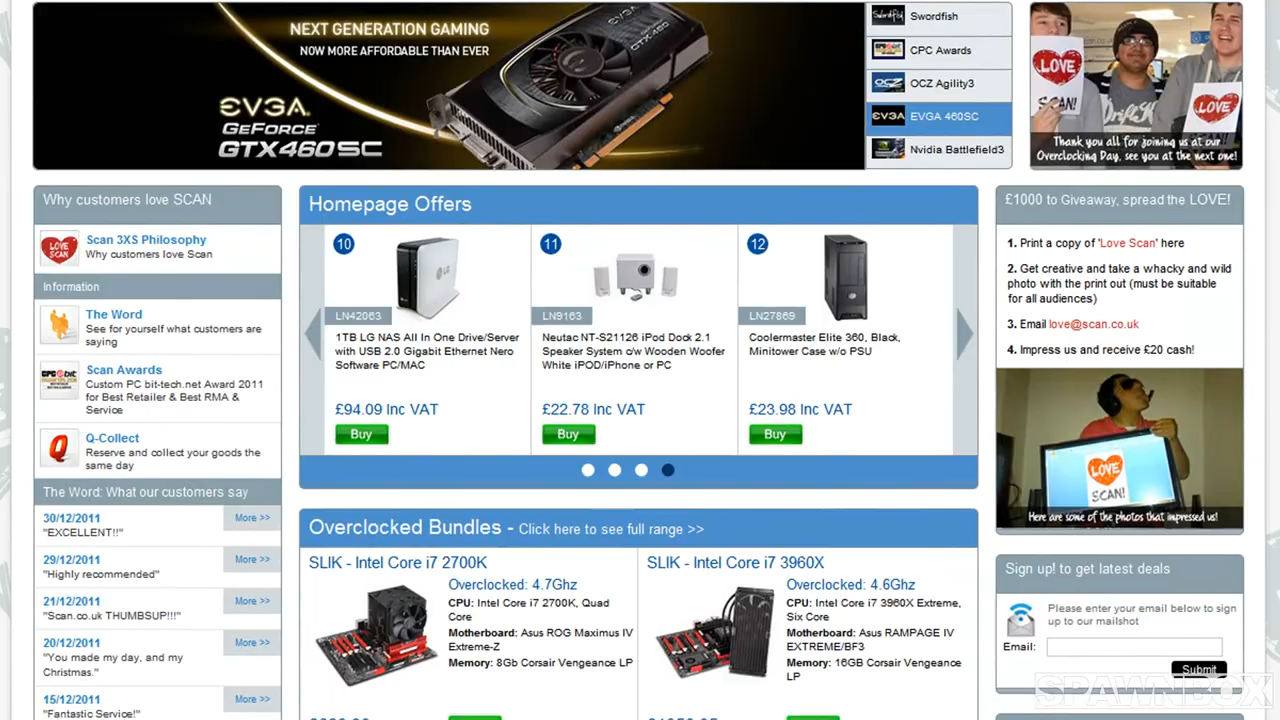 NEXT GENERATION GAMING
NOW MORE AFFORDABLE THAN EVER
EVGA
GEFORCE
GTX460SC
EVGA
GTX 460
Swordfish
Swordfish
CPC Awards
OCZ
OCZ Agility3
EVGA
EVGA 460SC
Nvidia Battlefield3
LOVE
SCAN!
LOVE
Thank you all for joining us at our
Overclocking Day, see you at the next one!
Why customers love SCAN
LOVE
SCAN
Scan 3XS Philosophy
Why customers love Scan
Information
The Word
See for yourself what customers are
saying
Scan Awards
Custom PC bit-tech.net Award 2011
for Best Retailer & Best RMA &
Service
Q-Collect
Reserve and collect your goods the
same day
The Word: What our customers say
30/12/2011
More >>
"EXCELLENT!!"
29/12/2011
More >>
"Highly recommended"
21/12/2011
More >>
"Scan.co.uk THUMBSUP!!!"
20/12/2011
More >>
"You made my day, and my
Christmas."
15/12/2011
More >>
"Fantastic Service!"
Homepage Offers
10
LG
LN42063
1TB LG NAS All In One Drive/Server
with USB 2.0 Gigabit Ethernet Nero
Software PC/MAC
£94.09 Inc VAT
Buy
11
LN9163
Neutac NT-S21126 iPod Dock 2.1
Speaker System c/w Wooden Woofer
White iPOD/iPhone or PC
£22.78 Inc VAT
Buy
12
LN27869
Coolermaster Elite 360, Black,
Minitower Case w/o PSU
£23.98 Inc VAT
Buy
Overclocked Bundles - Click here to see full range >>
SLIK - Intel Core i7 2700K
Overclocked: 4.7Ghz
CPU: Intel Core i7 2700K, Quad
Core
Motherboard: Asus ROG Maximus IV
Extreme-Z
Memory: 8Gb Corsair Vengeance LP
SLIK - Intel Core i7 3960X
Overclocked: 4.6Ghz
CPU: Intel Core i7 3960X Extreme,
Six Core
Motherboard: Asus RAMPAGE IV
EXTREME/BF3
Memory: 16GB Corsair Vengeance
LP
£1000 to Giveaway, spread the LOVE!
1. Print a copy of 'Love Scan' here
2. Get creative and take a whacky and wild
photo with the print out (must be suitable
for all audiences)
3. Email love@scan.co.uk
4. Impress us and receive £20 cash!
LOVE
SCAN!
Here are some of the photos that impressed us!
Sign up! to get latest deals
Please enter your email below to sign
up to our mailshot
Email:
Submit
SPAWNBOX